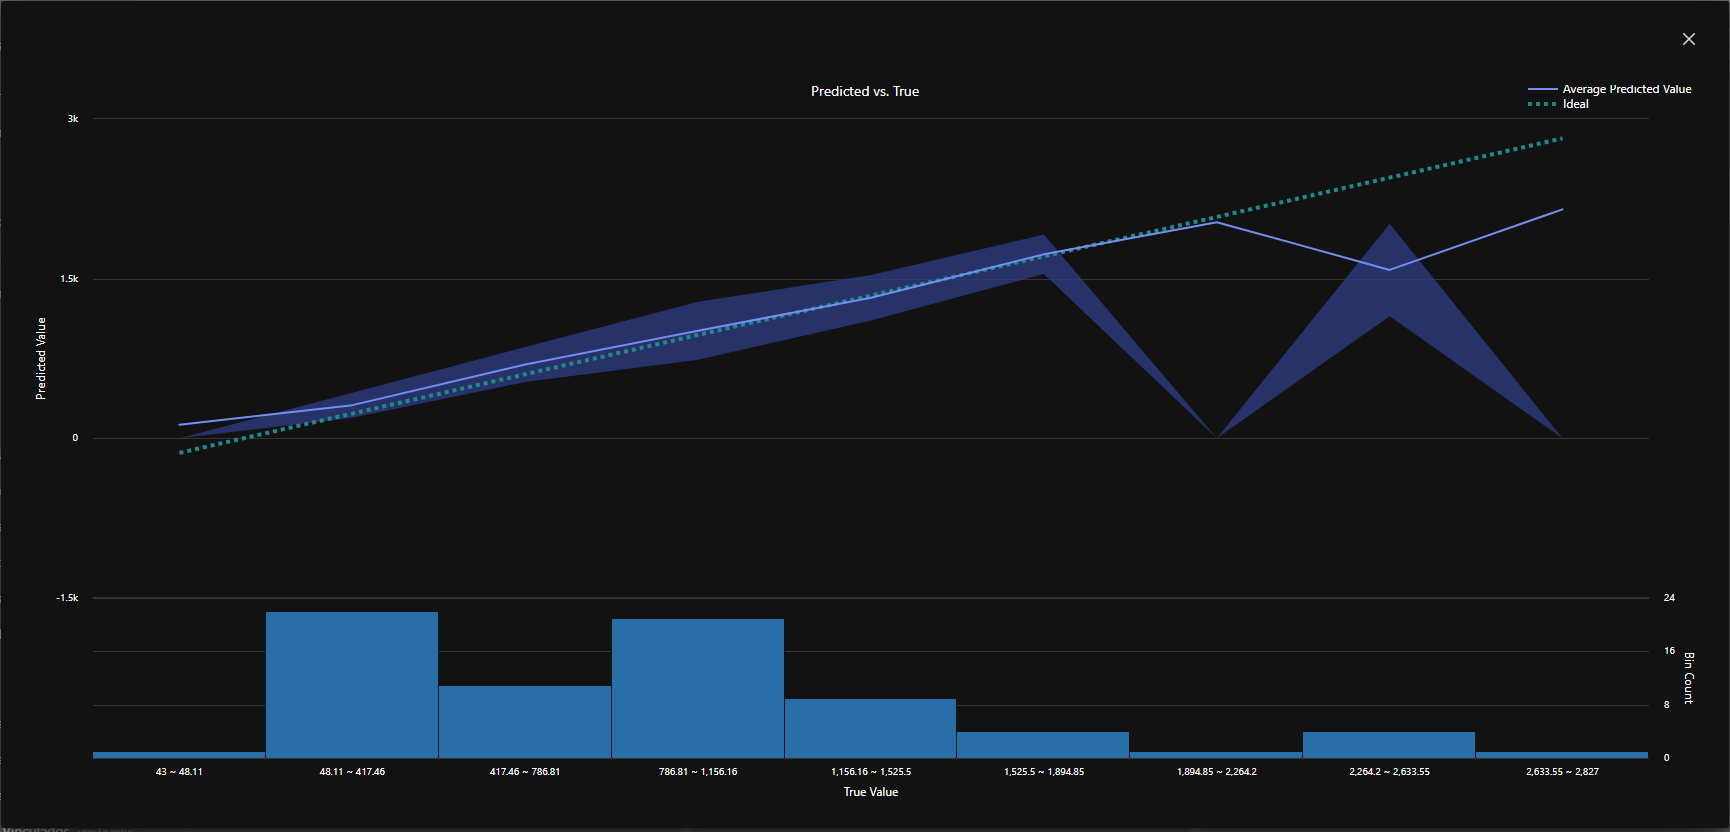 Predicted vs. True
Average Predicted Value
Ideal
3k
1.5k
0
-1.5k
Predicted Value
24
16
8
0
Bin Count
43 ~ 48.11
48.11 ~ 417.46
417.46 ~ 786.81
786.81 ~ 1,156.16
1,156.16 ~ 1,525.5
1,525.5 ~ 1,894.85
1,894.85 ~ 2,264.2
2,264.2 ~ 2,633.55
2,633.55 ~ 2,827
True Value